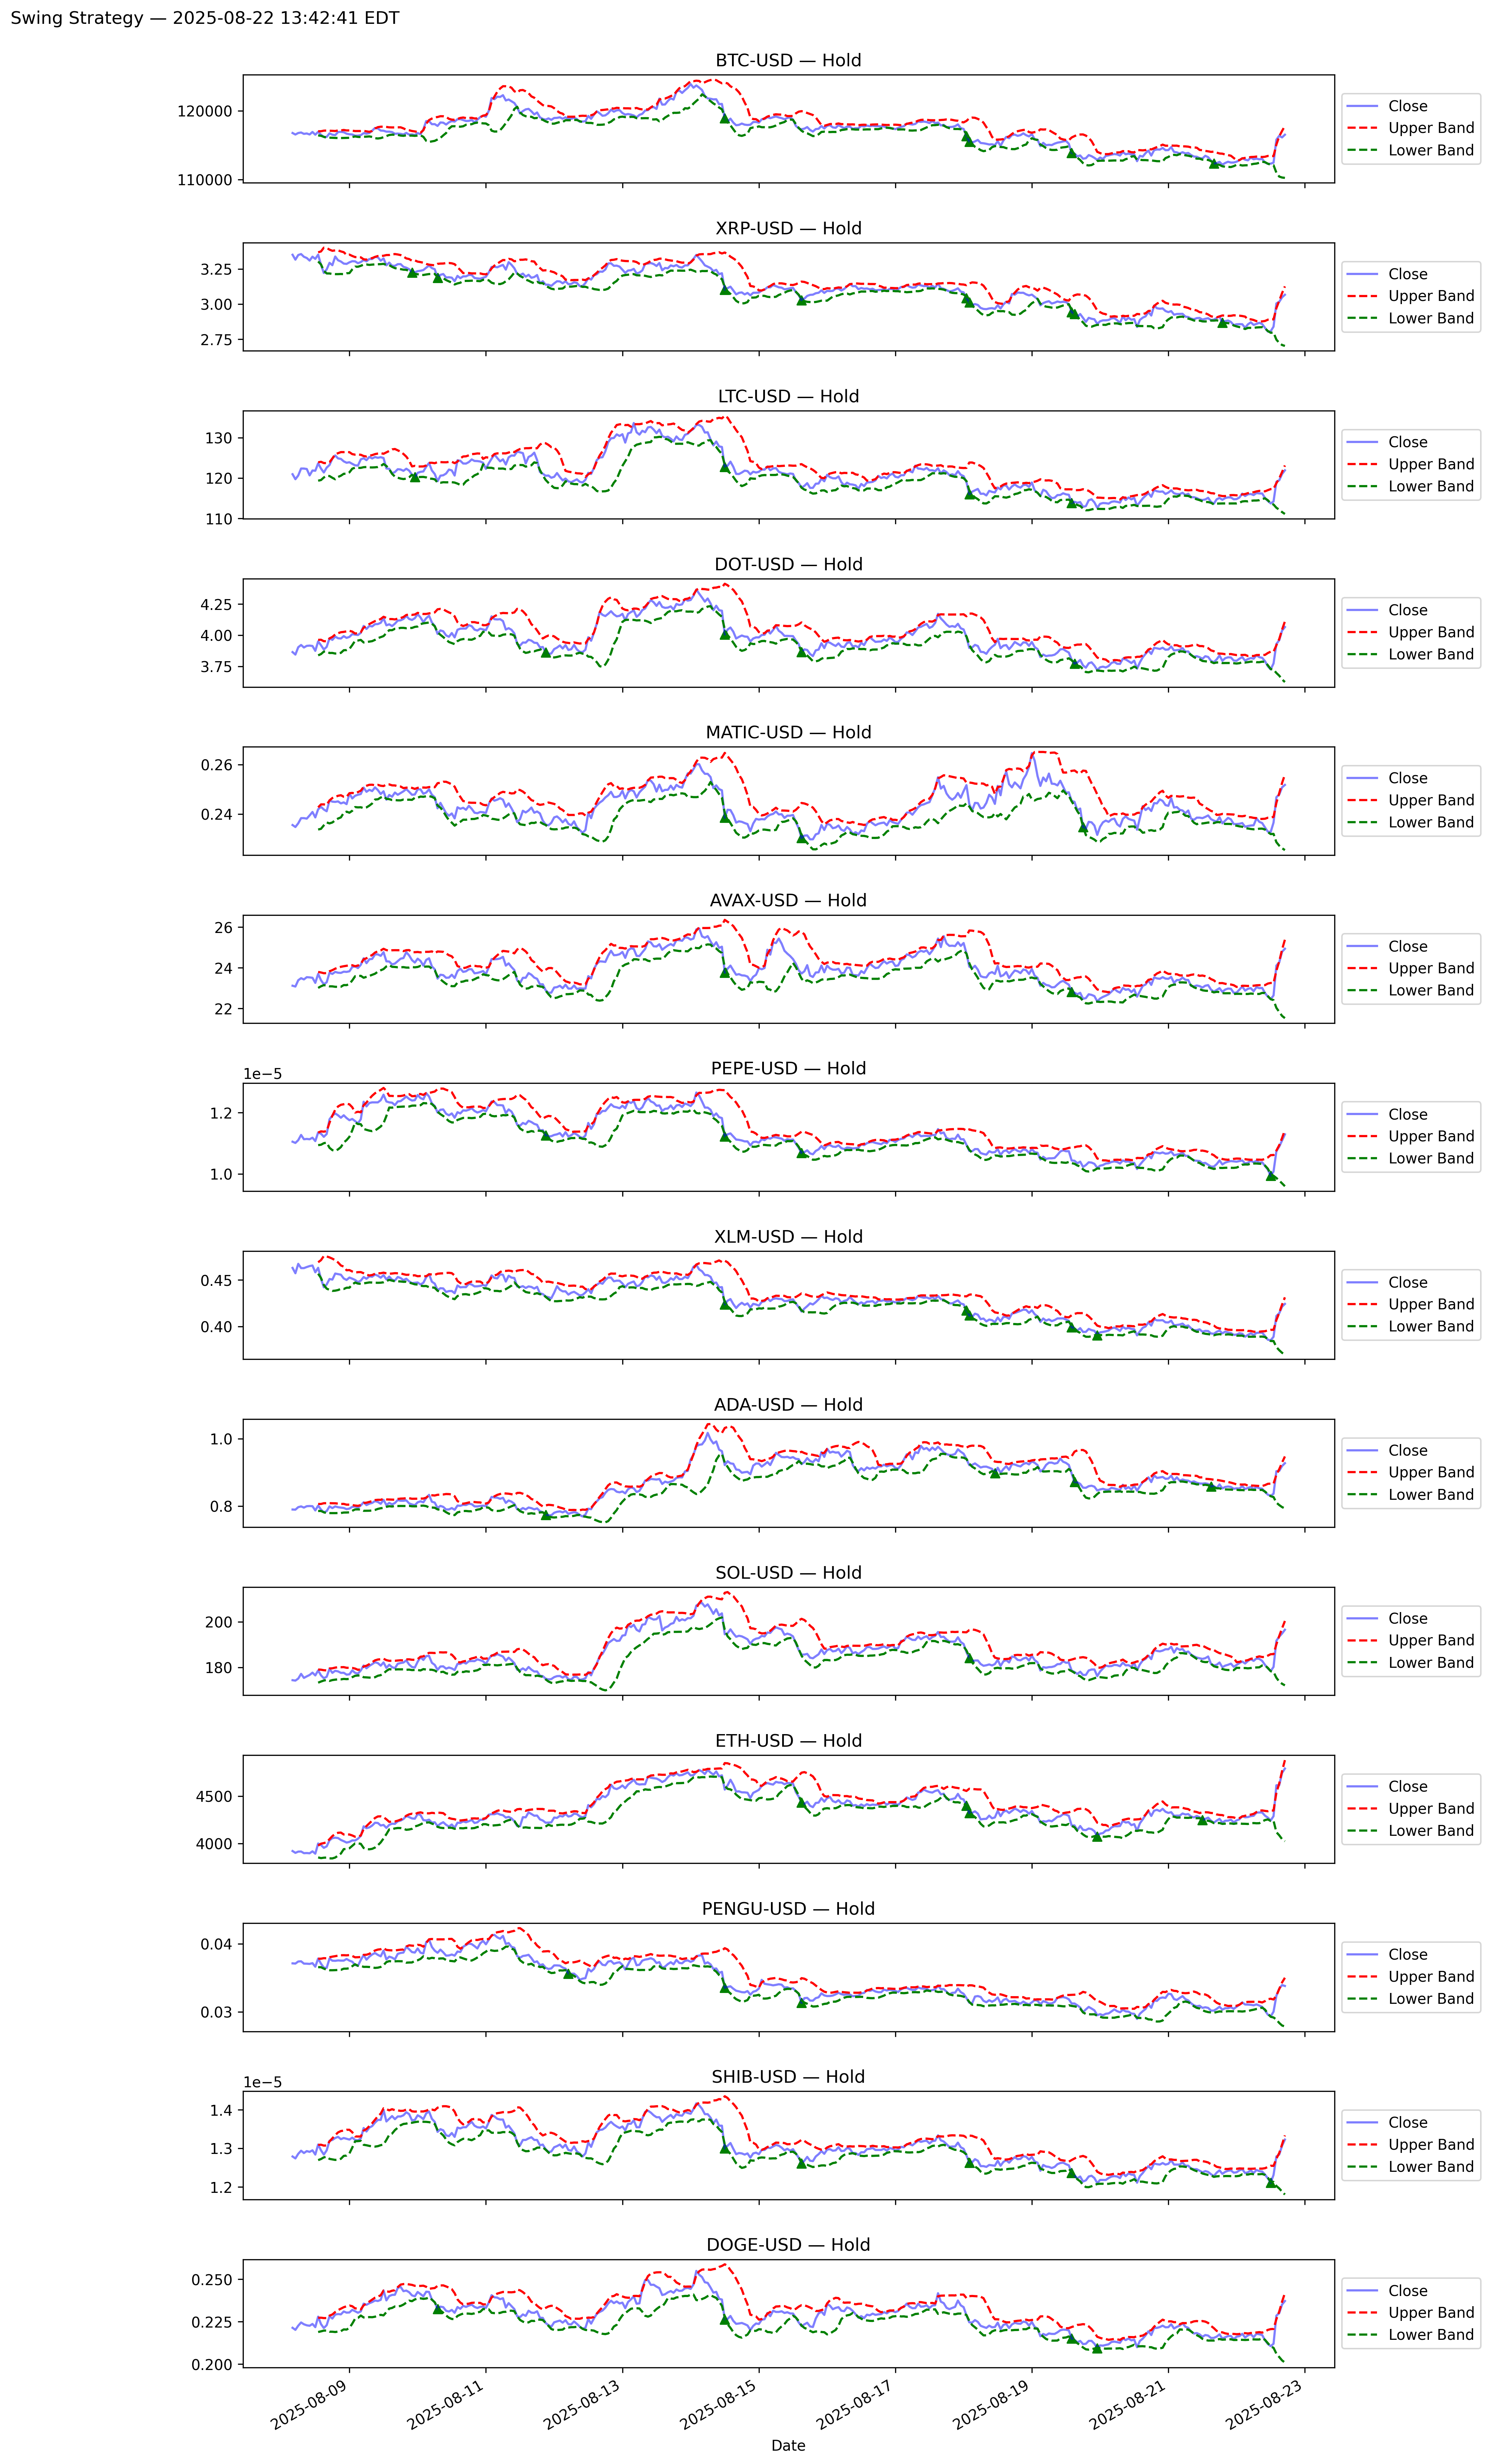 Swing Strategy — 2025-08-22 13:42:41 EDT
BTC-USD — Hold
120000
110000
Close
Upper Band
Lower Band
XRP-USD — Hold
3.25
3.00
2.75
Close
Upper Band
Lower Band
LTC-USD — Hold
130
120
110
Close
Upper Band
Lower Band
DOT-USD — Hold
4.25
4.00
3.75
Close
Upper Band
Lower Band
MATIC-USD — Hold
0.26
0.24
Close
Upper Band
Lower Band
AVAX-USD — Hold
26
24
22
Close
Upper Band
Lower Band
PEPE-USD — Hold
1e−5
1.2
1.0
Close
Upper Band
Lower Band
XLM-USD — Hold
0.45
0.40
Close
Upper Band
Lower Band
ADA-USD — Hold
1.0
0.8
Close
Upper Band
Lower Band
SOL-USD — Hold
200
180
Close
Upper Band
Lower Band
ETH-USD — Hold
4500
4000
Close
Upper Band
Lower Band
PENGU-USD — Hold
0.04
0.03
Close
Upper Band
Lower Band
SHIB-USD — Hold
1e−5
1.4
1.3
1.2
Close
Upper Band
Lower Band
DOGE-USD — Hold
0.250
0.225
0.200
Close
Upper Band
Lower Band
2025-08-09
2025-08-11
2025-08-13
2025-08-15
2025-08-17
2025-08-19
2025-08-21
2025-08-23
Date